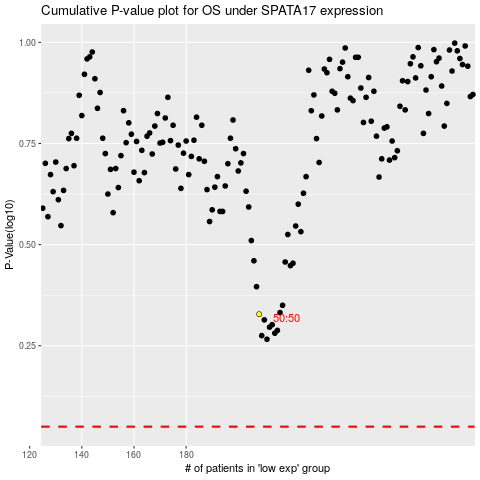 Cumulative P-value plot for OS under SPATA17 expression
1.00
0.75
0.50
0.25
P-Value(log10)
50:50
120 140 160 180
# of patients in 'low exp' group